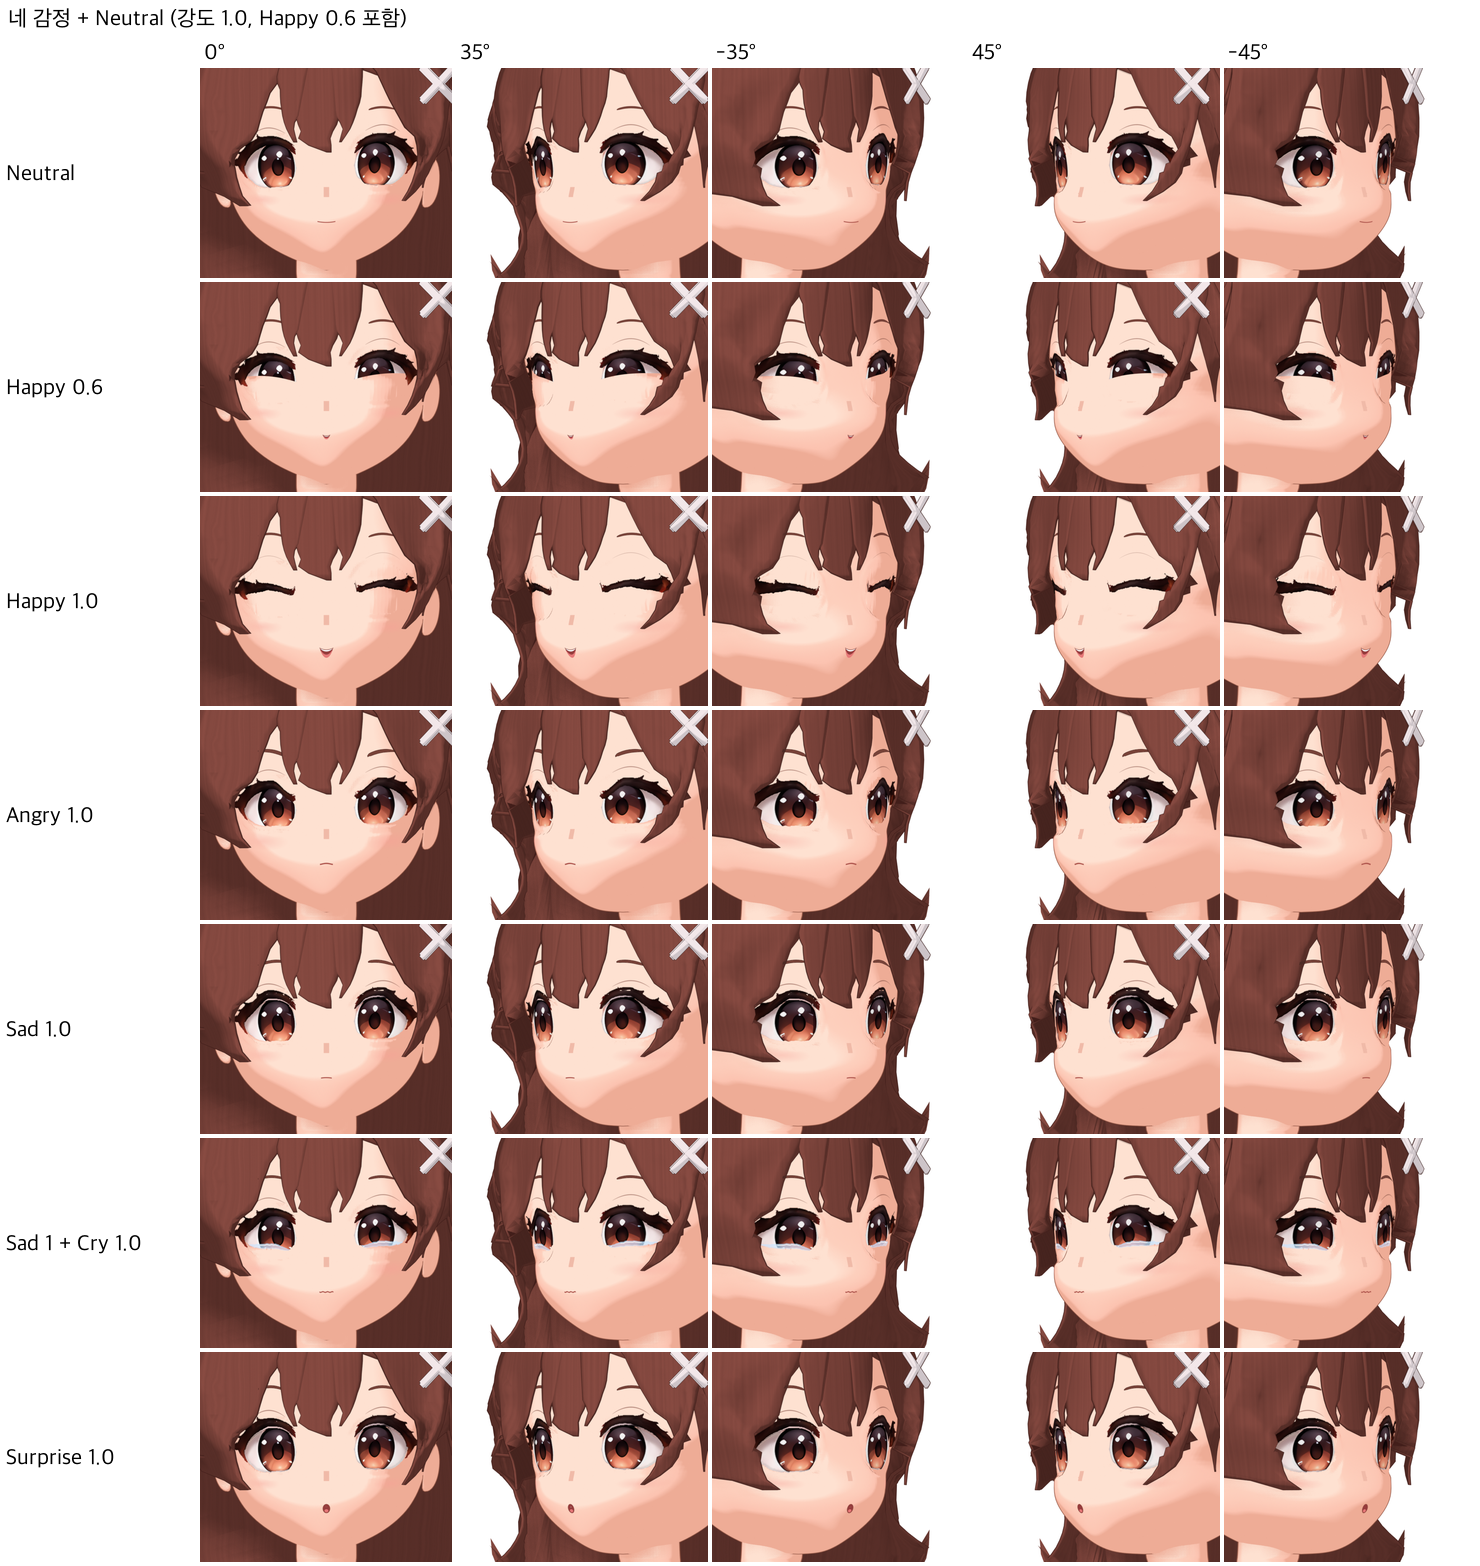 네 감정 + Neutral (강도 1.0, Happy 0.6 포함)
0° 35° -35° 45° -45°
Neutral
Happy 0.6
Happy 1.0
Angry 1.0
Sad 1.0
Sad 1 + Cry 1.0
Surprise 1.0